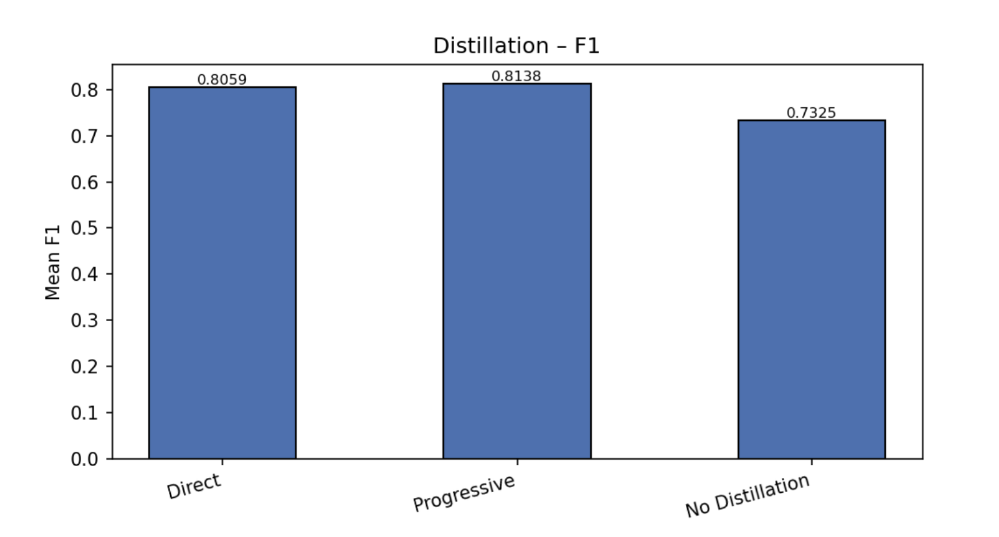 Distillation – F1
0.8059
0.8138
0.7325
Mean F1
0.8
0.7
0.6
0.5
0.4
0.3
0.2
0.1
0.0
Direct
Progressive
No Distillation